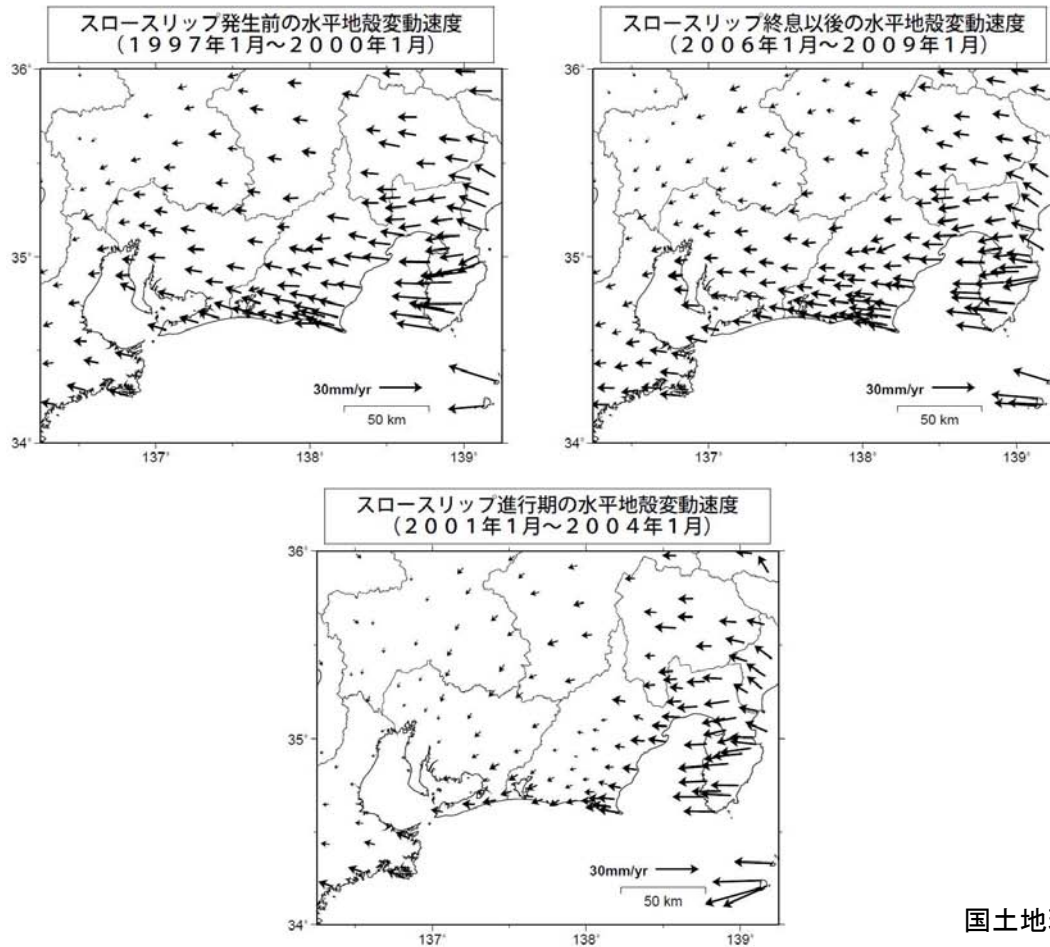 スロースリップ発生前の水平地殻変動速度
（１９９７年１月～２０００年１月）
36°
35°
34°
137°
138°
139°
30mm/yr
50 km
スロースリップ終息以後の水平地殻変動速度
（２００６年１月～２００９年１月）
36°
35°
34°
137°
138°
139°
30mm/yr
50 km
スロースリップ進行期の水平地殻変動速度
（２００１年１月～２００４年１月）
36°
35°
34°
137°
138°
139°
30mm/yr
50 km
国土地